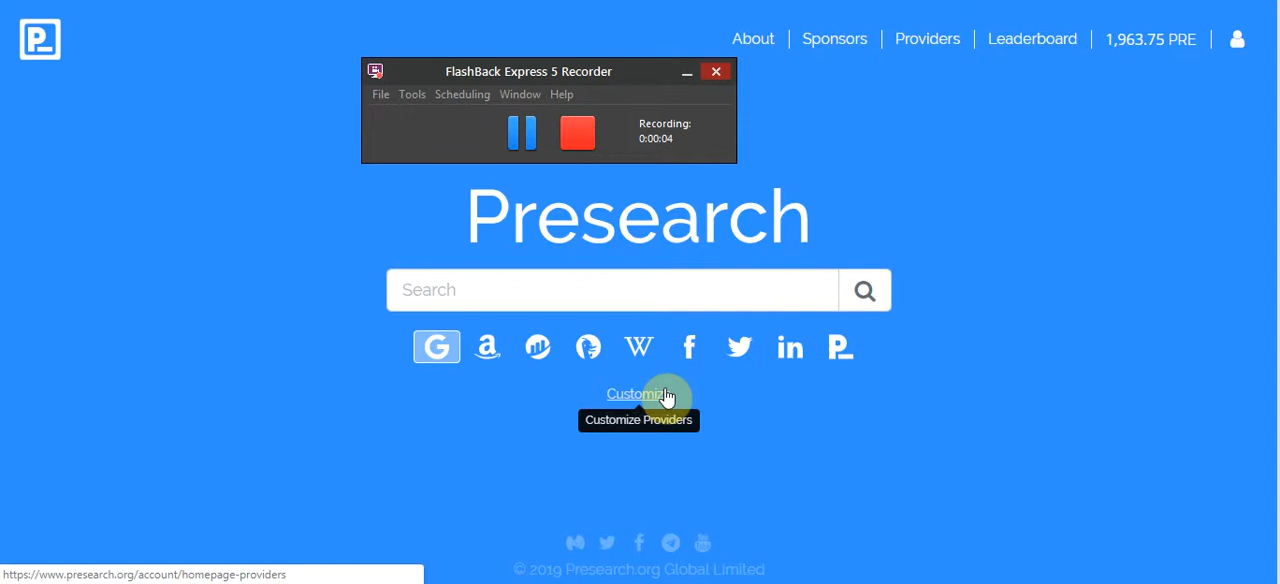 About
Sponsors
Providers
Leaderboard
1,963.75 PRE
FlashBack Express 5 Recorder
File Tools Scheduling Window Help
Recording:
0:00:04
Presearch
Search
Customize
Customize Providers
© 2019 Presearch.org Global Limited
https://www.presearch.org/account/homepage-providers